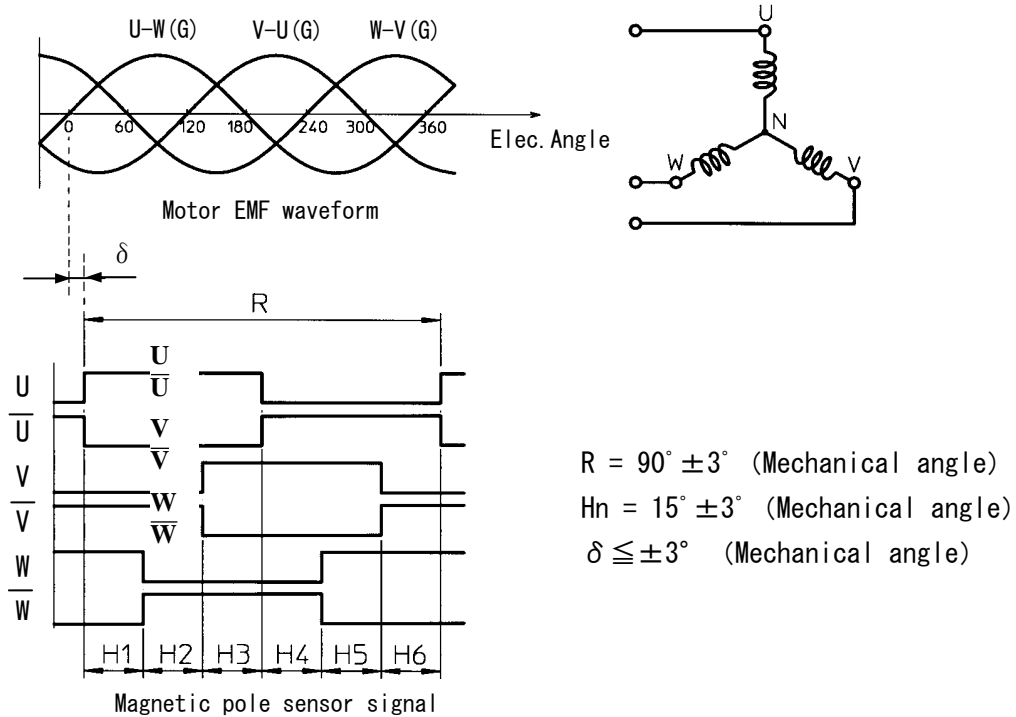 U-W(G) V-U(G) W-V(G)
0 60 120 180 240 300 360
Elec.Angle
Motor EMF waveform
U
N
W
V
δ
R
U
U̅
U
U̅
V
V̅
V
V̅
W
W̅
W
W̅
H1 H2 H3 H4 H5 H6
Magnetic pole sensor signal
R = 90° ±3° (Mechanical angle)
Hn = 15° ±3° (Mechanical angle)
δ ≦ ±3° (Mechanical angle)